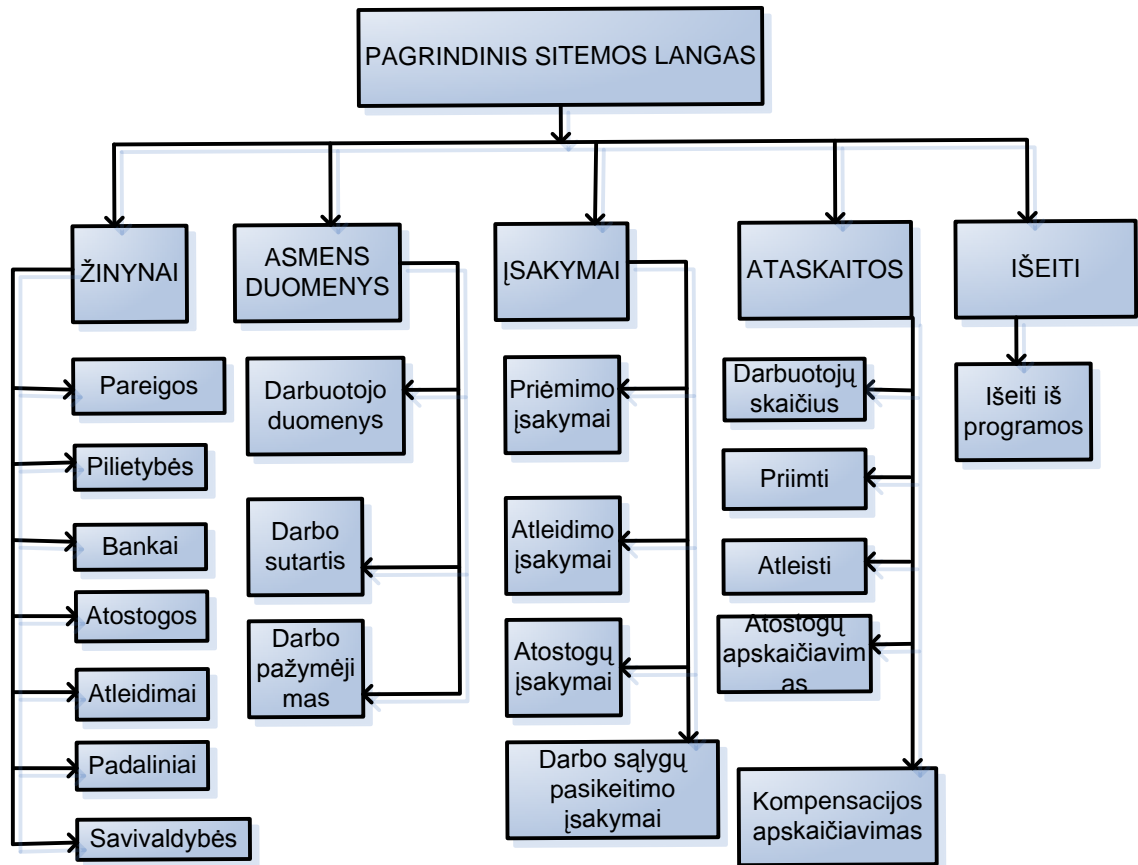 PAGRINDINIS SITEMOS LANGAS
ŽINYNAI
Pareigos
Pilietybės
Bankai
Atostogos
Atleidimai
Padaliniai
Savivaldybės
ASMENS
DUOMENYS
Darbuotojo
duomenys
Darbo
sutartis
Darbo
pažymėji
mas
ĮSAKYMAI
Priėmimo
įsakymai
Atleidimo
įsakymai
Atostogų
įsakymai
Darbo sąlygų
pasikeitimo
įsakymai
ATASKAITOS
Darbuotojų
skaičius
Priimti
Atleisti
Atostogų
apskaičiavim
as
Kompensacijos
apskaičiavimas
IŠEITI
Išeiti iš
programos